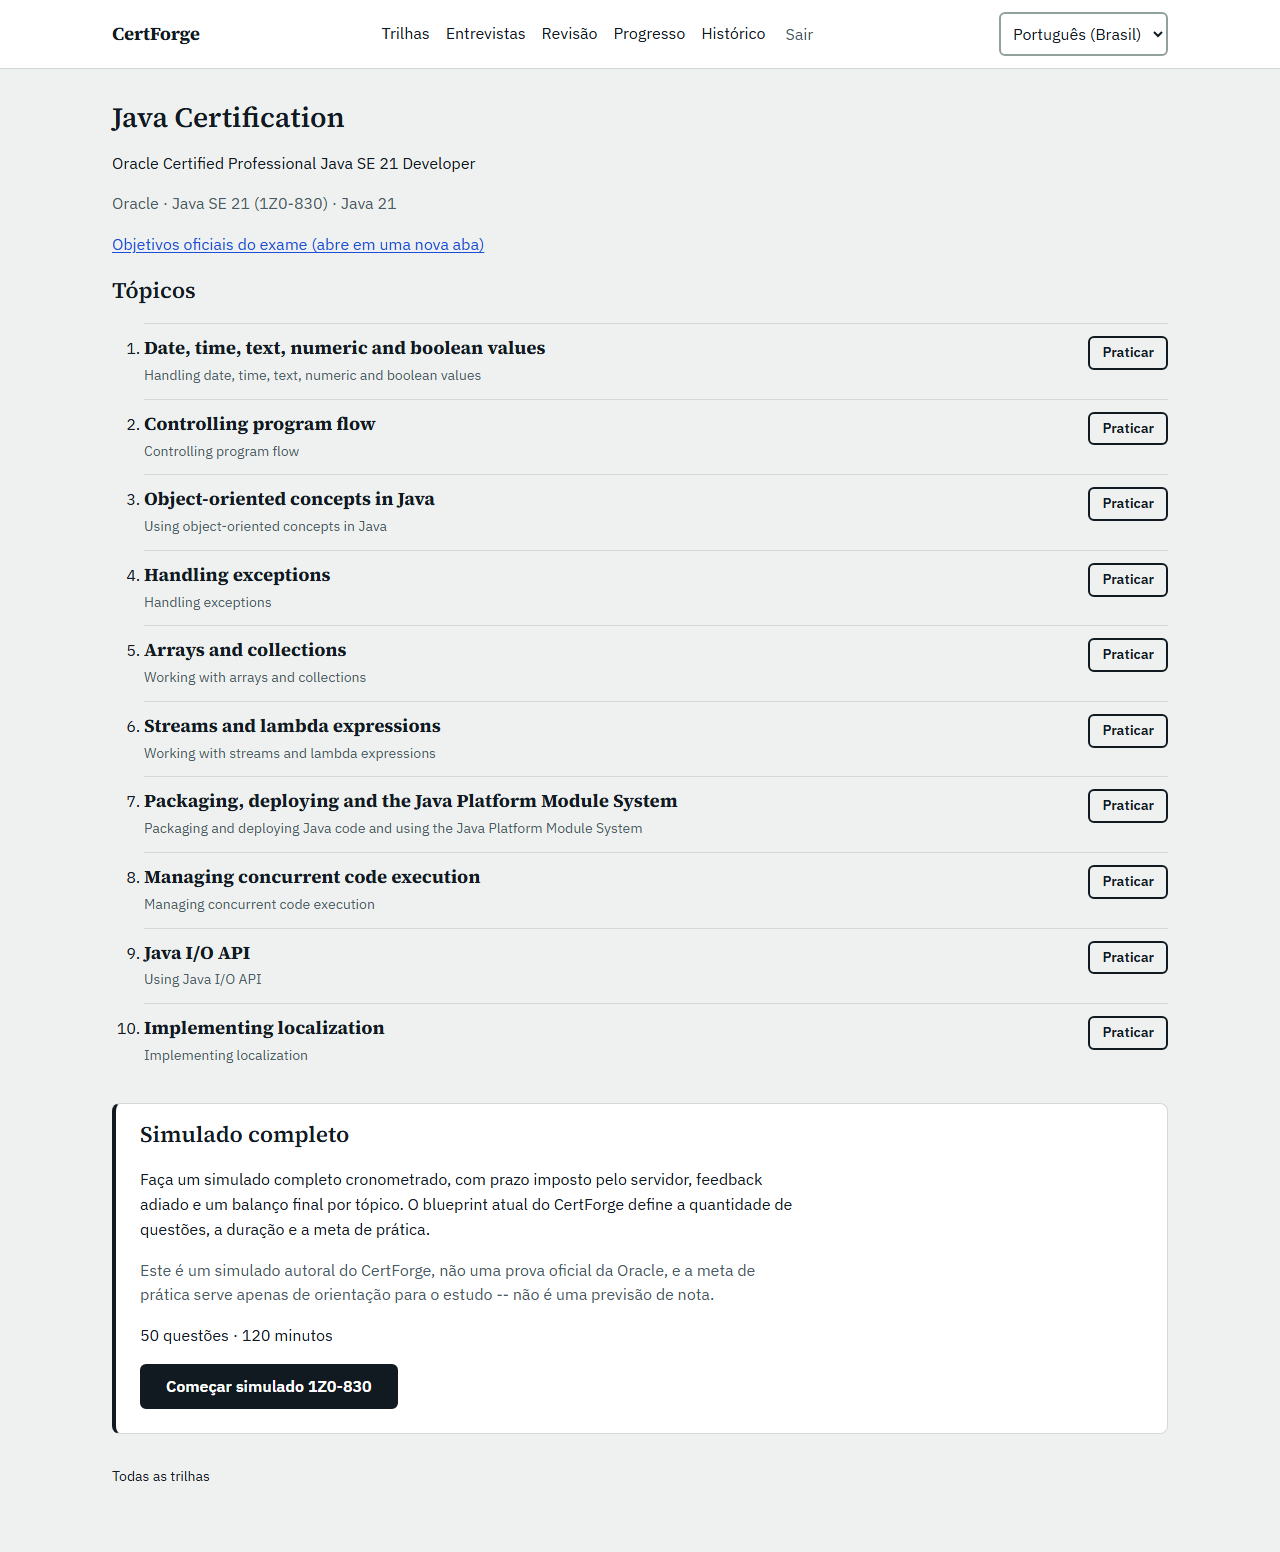 CertForge
Trilhas Entrevistas Revisão Progresso Histórico Sair
Português (Brasil)
Java Certification
Oracle Certified Professional Java SE 21 Developer
Oracle · Java SE 21 (1Z0-830) · Java 21
Objetivos oficiais do exame (abre em uma nova aba)
Tópicos
1. Date, time, text, numeric and boolean values
Praticar
Handling date, time, text, numeric and boolean values
2. Controlling program flow
Praticar
Controlling program flow
3. Object-oriented concepts in Java
Praticar
Using object-oriented concepts in Java
4. Handling exceptions
Praticar
Handling exceptions
5. Arrays and collections
Praticar
Working with arrays and collections
6. Streams and lambda expressions
Praticar
Working with streams and lambda expressions
7. Packaging, deploying and the Java Platform Module System
Praticar
Packaging and deploying Java code and using the Java Platform Module System
8. Managing concurrent code execution
Praticar
Managing concurrent code execution
9. Java I/O API
Praticar
Using Java I/O API
10. Implementing localization
Praticar
Implementing localization
Simulado completo
Faça um simulado completo cronometrado, com prazo imposto pelo servidor, feedback
adiado e um balanço final por tópico. O blueprint atual do CertForge define a quantidade de
questões, a duração e a meta de prática.
Este é um simulado autoral do CertForge, não uma prova oficial da Oracle, e a meta de
prática serve apenas de orientação para o estudo -- não é uma previsão de nota.
50 questões · 120 minutos
Começar simulado 1Z0-830
Todas as trilhas